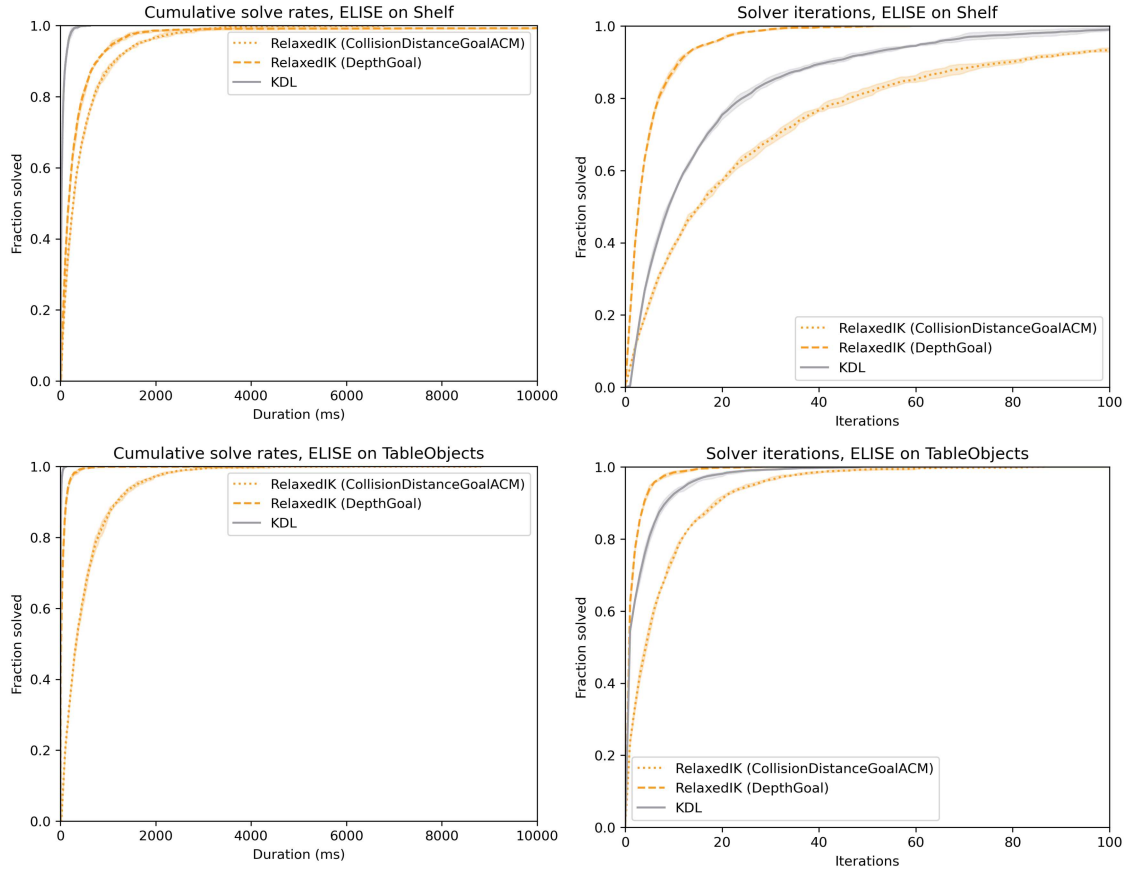 Cumulative solve rates, ELISE on Shelf
1.0
0.8
0.6
0.4
0.2
0.0
Fraction solved
RelaxedIK (CollisionDistanceGoalACM)
RelaxedIK (DepthGoal)
KDL
0 2000 4000 6000 8000 10000
Duration (ms)
Solver iterations, ELISE on Shelf
1.0
0.8
0.6
0.4
0.2
0.0
Fraction solved
RelaxedIK (CollisionDistanceGoalACM)
RelaxedIK (DepthGoal)
KDL
0 20 40 60 80 100
Iterations
Cumulative solve rates, ELISE on TableObjects
1.0
0.8
0.6
0.4
0.2
0.0
Fraction solved
RelaxedIK (CollisionDistanceGoalACM)
RelaxedIK (DepthGoal)
KDL
0 2000 4000 6000 8000 10000
Duration (ms)
Solver iterations, ELISE on TableObjects
1.0
0.8
0.6
0.4
0.2
0.0
Fraction solved
RelaxedIK (CollisionDistanceGoalACM)
RelaxedIK (DepthGoal)
KDL
0 20 40 60 80 100
Iterations